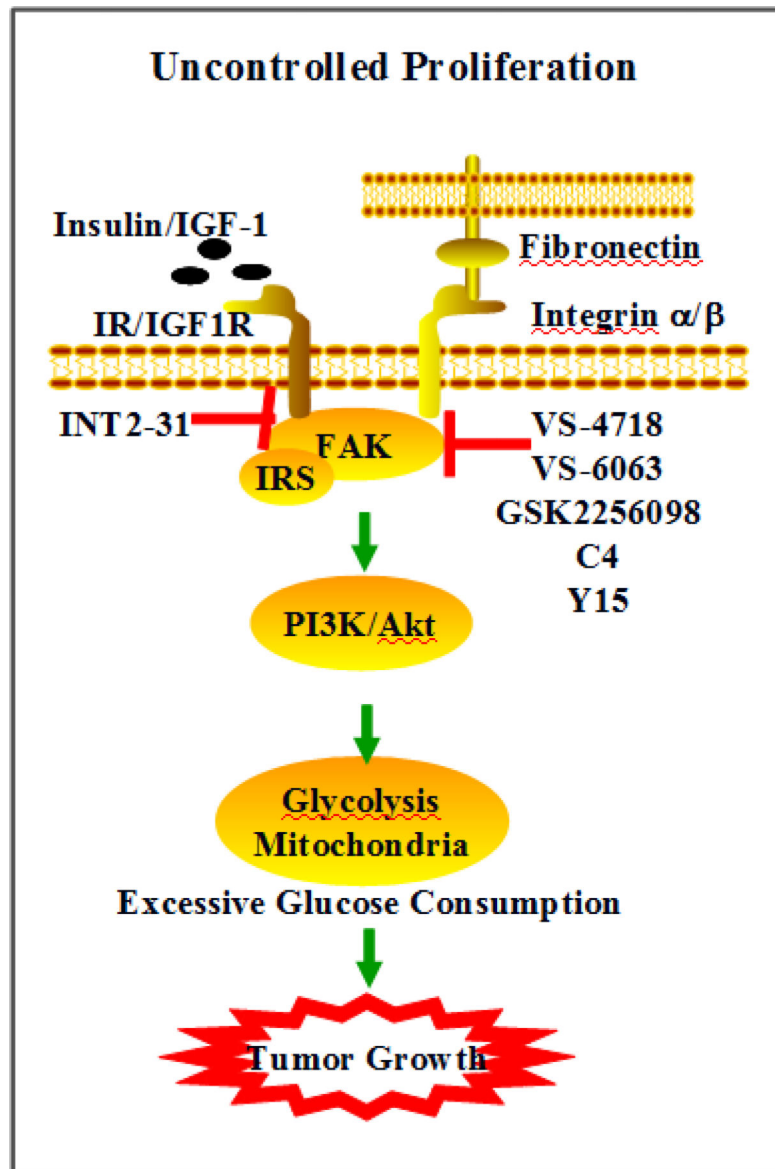 Uncontrolled Proliferation
Insulin/IGF-1
Fibronectin
IR/IGF1R
Integrin α/β
INT2-31
FAK
IRS
VS-4718
VS-6063
GSK2256098
C4
Y15
PI3K/Akt
Glycolysis
Mitochondria
Excessive Glucose Consumption
Tumor Growth